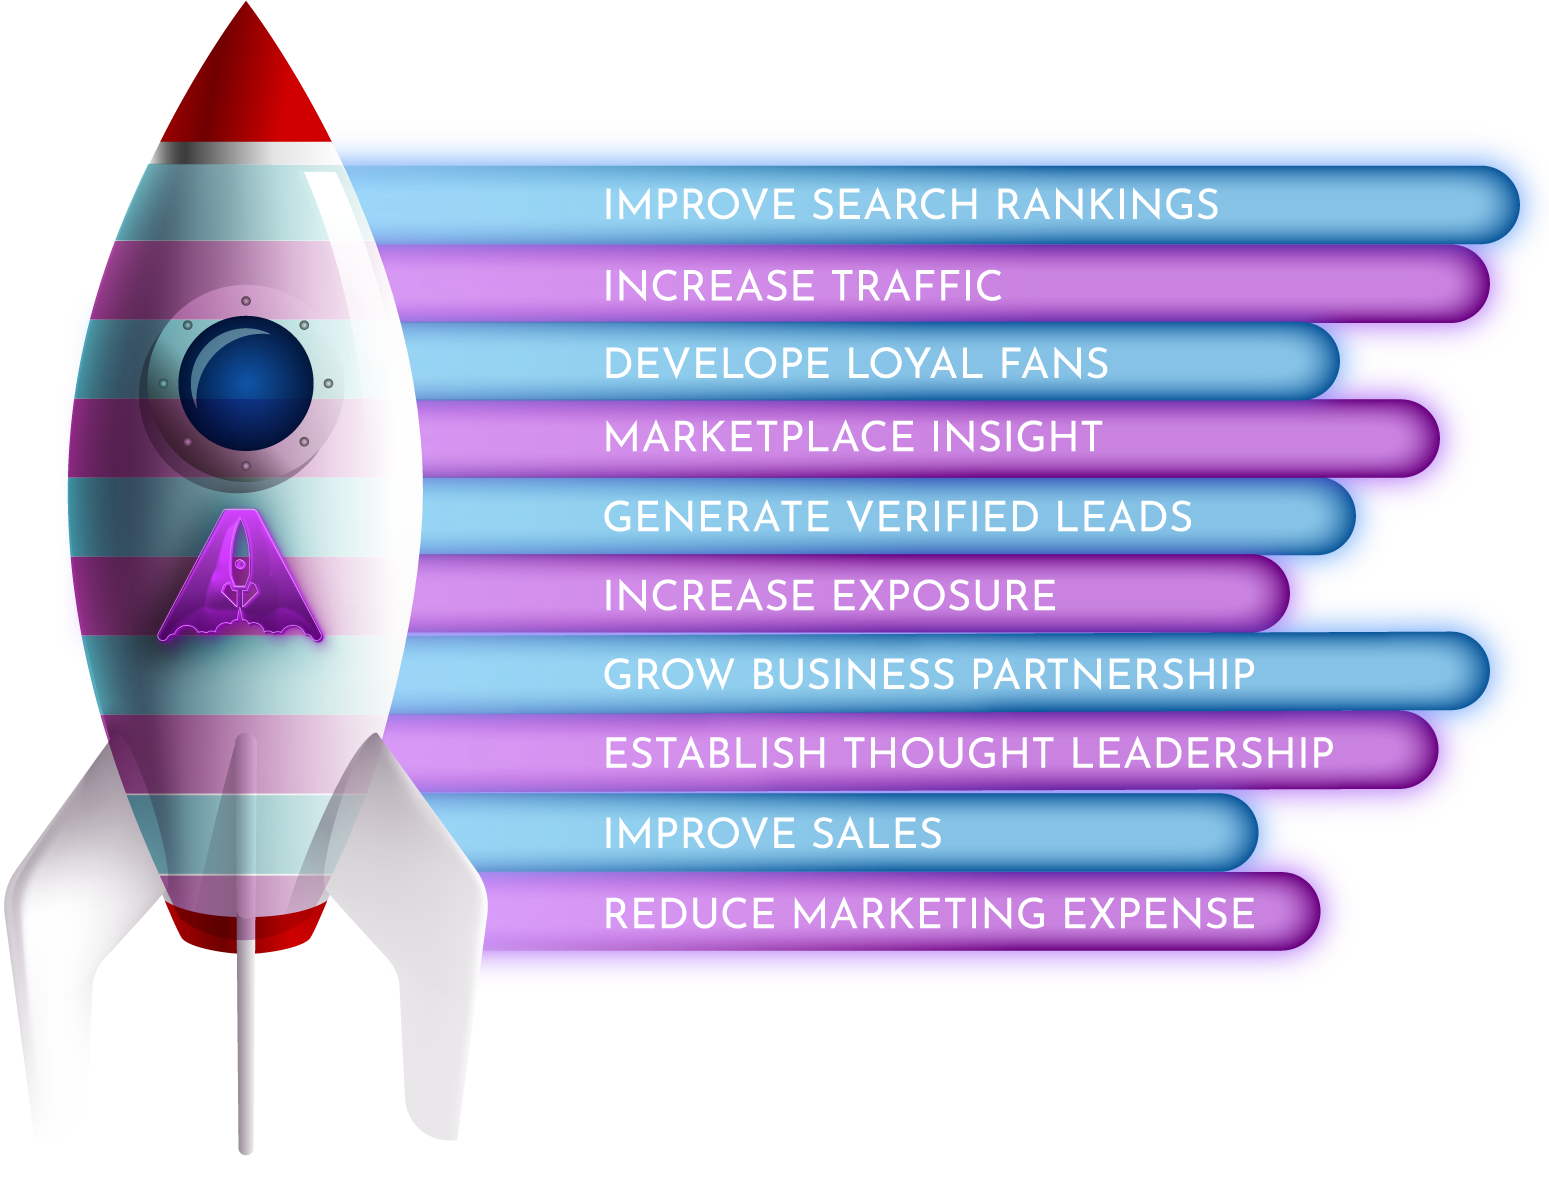 IMPROVE SEARCH RANKINGS
INCREASE TRAFFIC
DEVELOPE LOYAL FANS
MARKETPLACE INSIGHT
GENERATE VERIFIED LEADS
INCREASE EXPOSURE
GROW BUSINESS PARTNERSHIP
ESTABLISH THOUGHT LEADERSHIP
IMPROVE SALES
REDUCE MARKETING EXPENSE